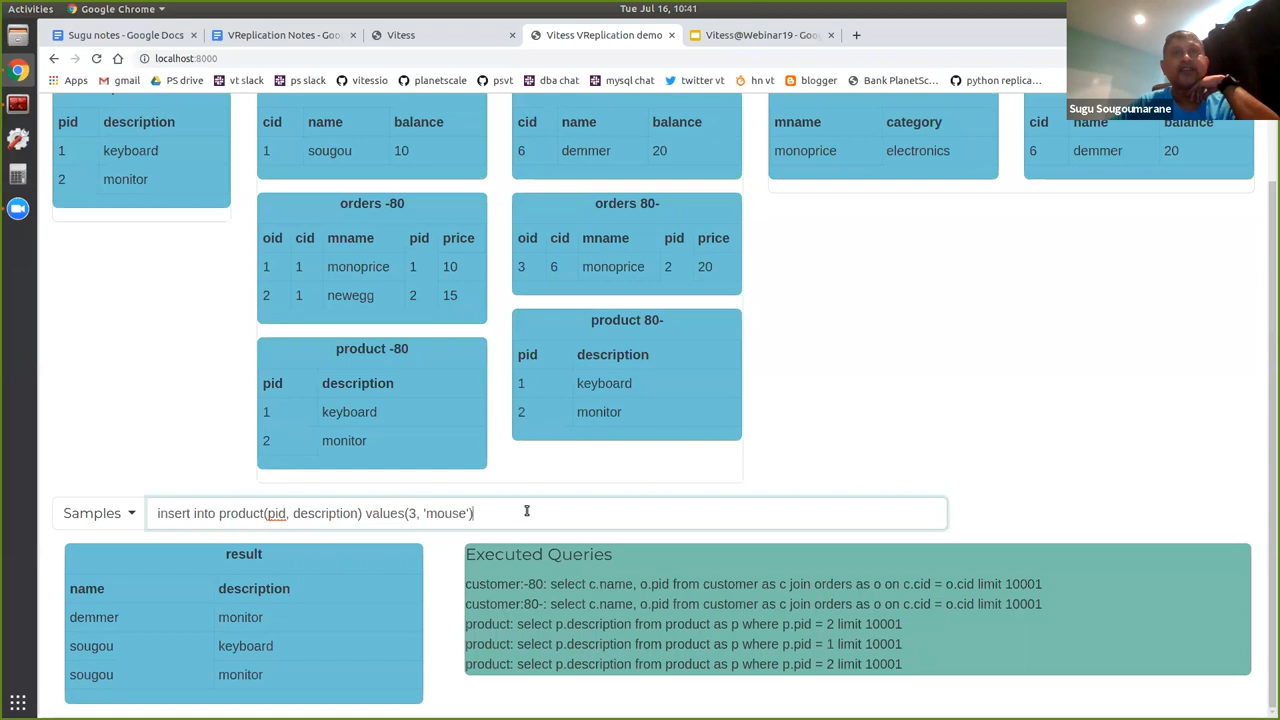 Activities
Google Chrome
Tue Jul 16, 10:41
Sugu notes - Google Docs
VReplication Notes - Goo
Vitess
Vitess VReplication demo
Vitess@Webinar19 - Goog
localhost:8000
Apps
gmail
PS drive
vt slack
ps slack
vitessio
planetscale
psvt
dba chat
mysql chat
twitter vt
hn vt
blogger
Bank PlanetSc...
python replica...
Sugu Sougoumarane
pid description
1 keyboard
2 monitor
cid name balance
1 sougou 10
cid name balance
6 demmer 20
mname category
monoprice electronics
cid name balance
6 demmer 20
orders -80
oid cid mname pid price
1 1 monoprice 1 10
2 1 newegg 2 15
orders 80-
oid cid mname pid price
3 6 monoprice 2 20
product -80
pid description
1 keyboard
2 monitor
product 80-
pid description
1 keyboard
2 monitor
Samples
insert into product(pid, description) values(3, 'mouse')
result
name description
demmer monitor
sougou keyboard
sougou monitor
Executed Queries
customer:-80: select c.name, o.pid from customer as c join orders as o on c.cid = o.cid limit 10001
customer:80-: select c.name, o.pid from customer as c join orders as o on c.cid = o.cid limit 10001
product: select p.description from product as p where p.pid = 2 limit 10001
product: select p.description from product as p where p.pid = 1 limit 10001
product: select p.description from product as p where p.pid = 2 limit 10001